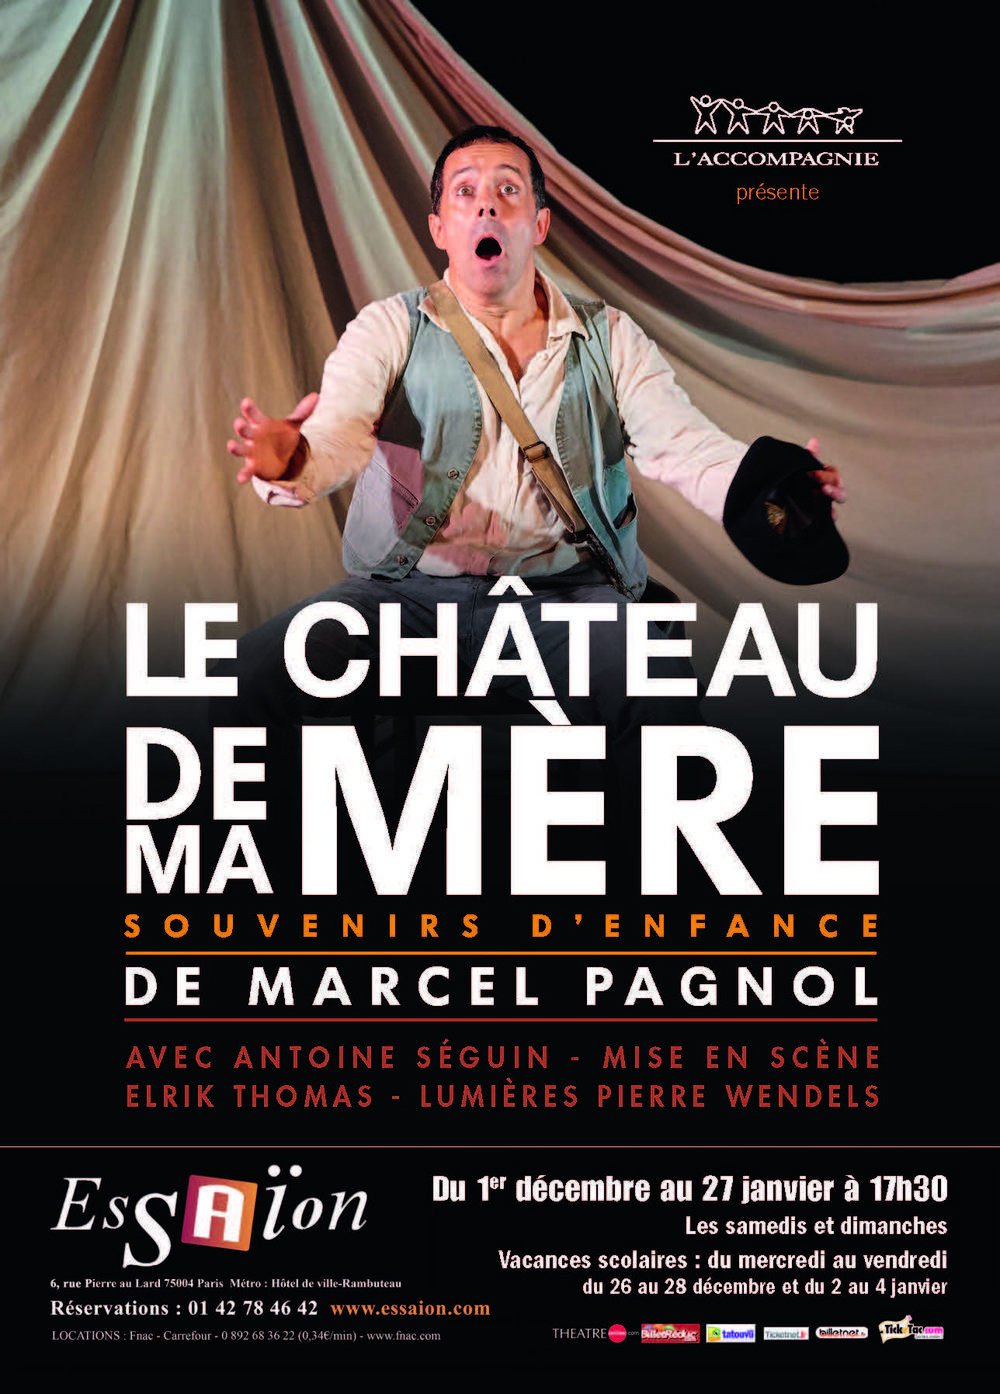 L'ACCOMPAGNIE
présente
LE CHÂTEAU
DE
MA
MÈRE
SOUVENIRS D'ENFANCE
DE MARCEL PAGNOL
AVEC ANTOINE SÉGUIN - MISE EN SCÈNE
ELRIK THOMAS - LUMIÈRES PIERRE WENDELS
ESSAïon
6, rue Pierre au Lard 75004 Paris Métro : Hôtel de ville-Rambuteau
Réservations : 01 42 78 46 42 www.essaion.com
LOCATIONS : Fnac - Carrefour - 0 892 68 36 22 (0,34€/min) - www.fnac.com
Du 1er décembre au 27 janvier à 17h30
Les samedis et dimanches
Vacances scolaires : du mercredi au vendredi
du 26 au 28 décembre et du 2 au 4 janvier
THEATRE
BilletReduc
tatouvu
Ticketnet.fr
billetnet.fr
TickeTac.com